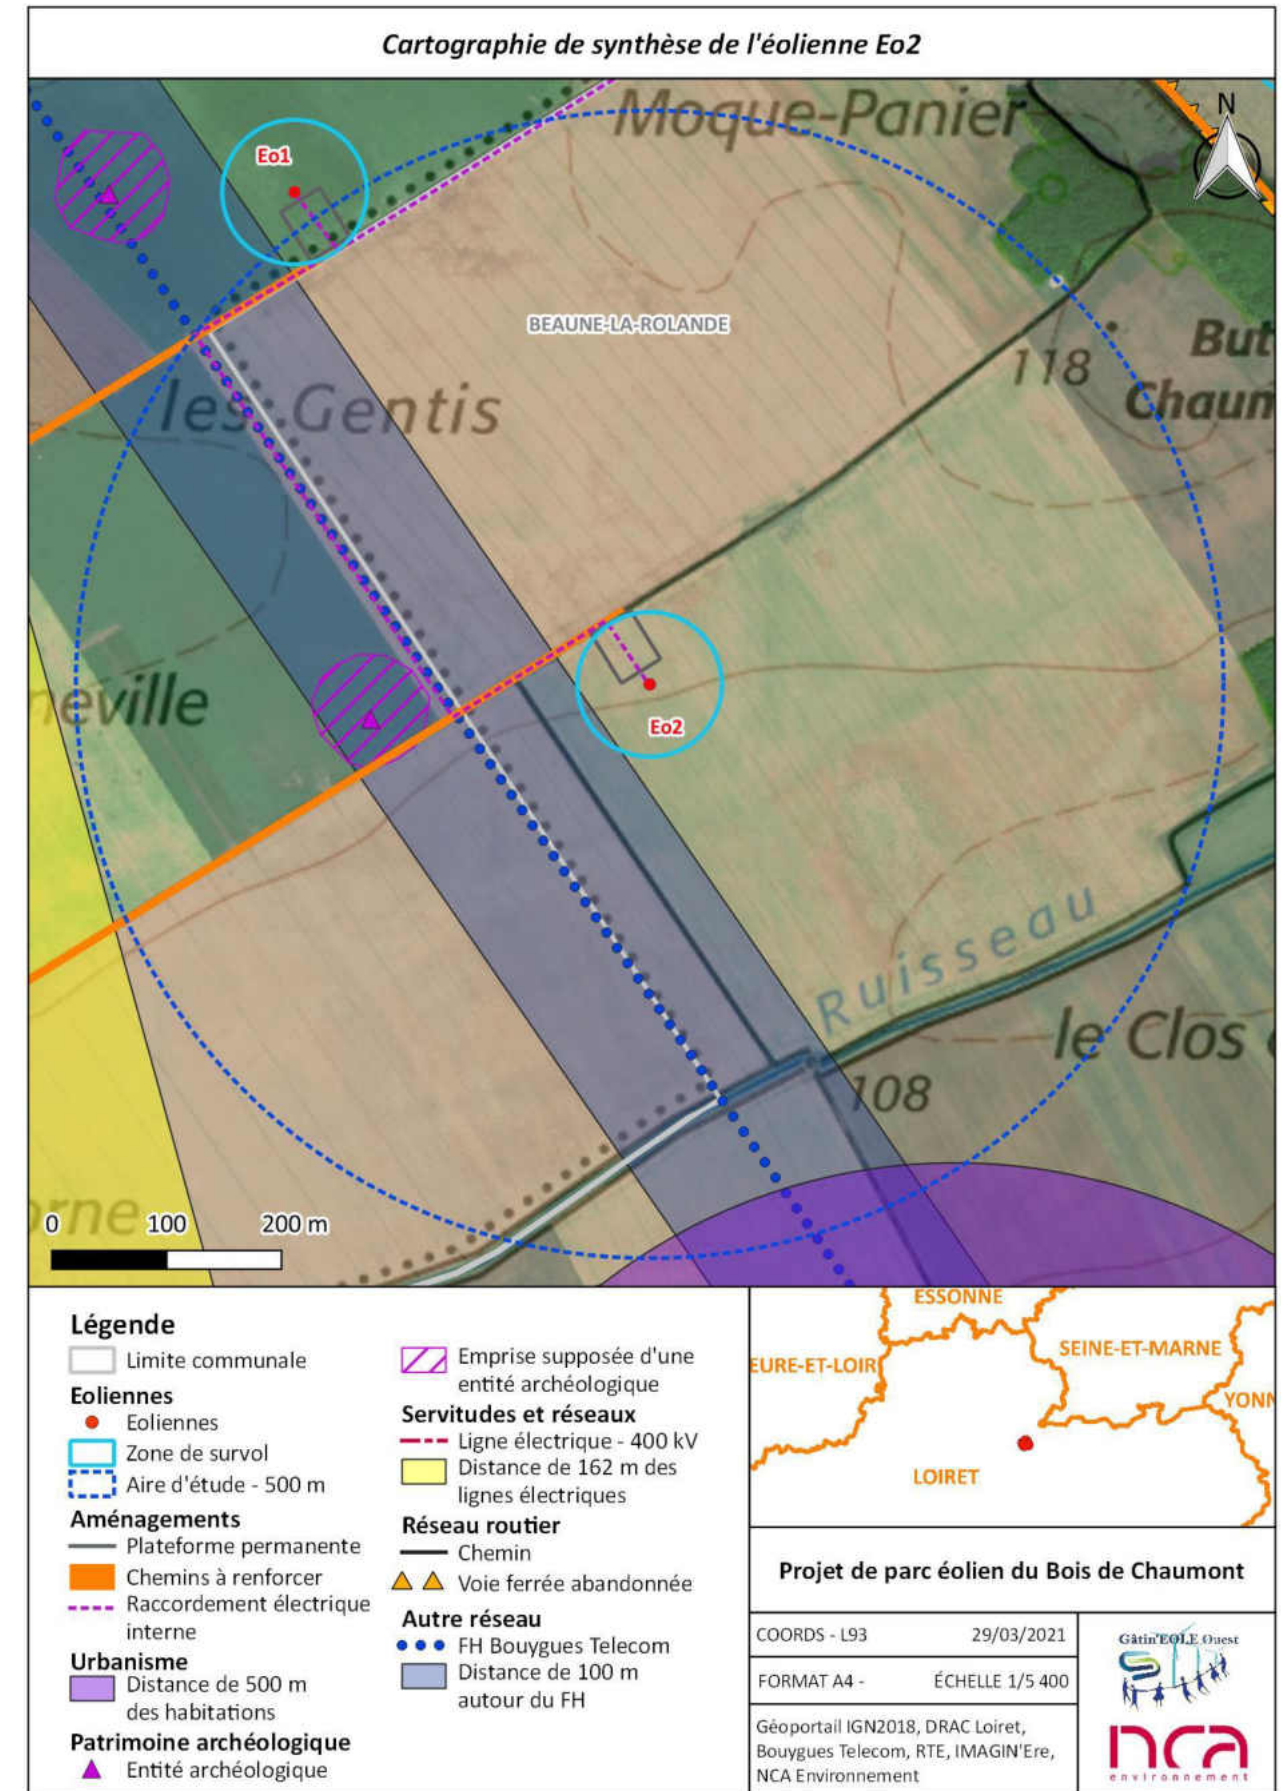 Cartographie de synthèse de l'éolienne Eo2
Moque-Panier
N
Eo1
BEAUNE-LA-ROLANDE
118
But
Chaum
les Gentis
neville
Eo2
Ruisseau
le Clos
108
orne
0 100 200 m
Légende
Limite communale
Eoliennes
Eoliennes
Zone de survol
Aire d'étude - 500 m
Aménagements
Plateforme permanente
Chemins à renforcer
Raccordement électrique
interne
Urbanisme
Distance de 500 m
des habitations
Patrimoine archéologique
Entité archéologique
Emprise supposée d'une
entité archéologique
Servitudes et réseaux
Ligne électrique - 400 kV
Distance de 162 m des
lignes électriques
Réseau routier
Chemin
Voie ferrée abandonnée
Autre réseau
FH Bouygues Telecom
Distance de 100 m
autour du FH
ESSONNE
EURE-ET-LOIR
SEINE-ET-MARNE
YONN
LOIRET
Projet de parc éolien du Bois de Chaumont
COORDS - L93 29/03/2021
FORMAT A4 - ÉCHELLE 1/5 400
Géoportail IGN2018, DRAC Loiret,
Bouygues Telecom, RTE, IMAGIN'Ere,
NCA Environnement
Gâtin'EOLE Ouest
nca
environnement